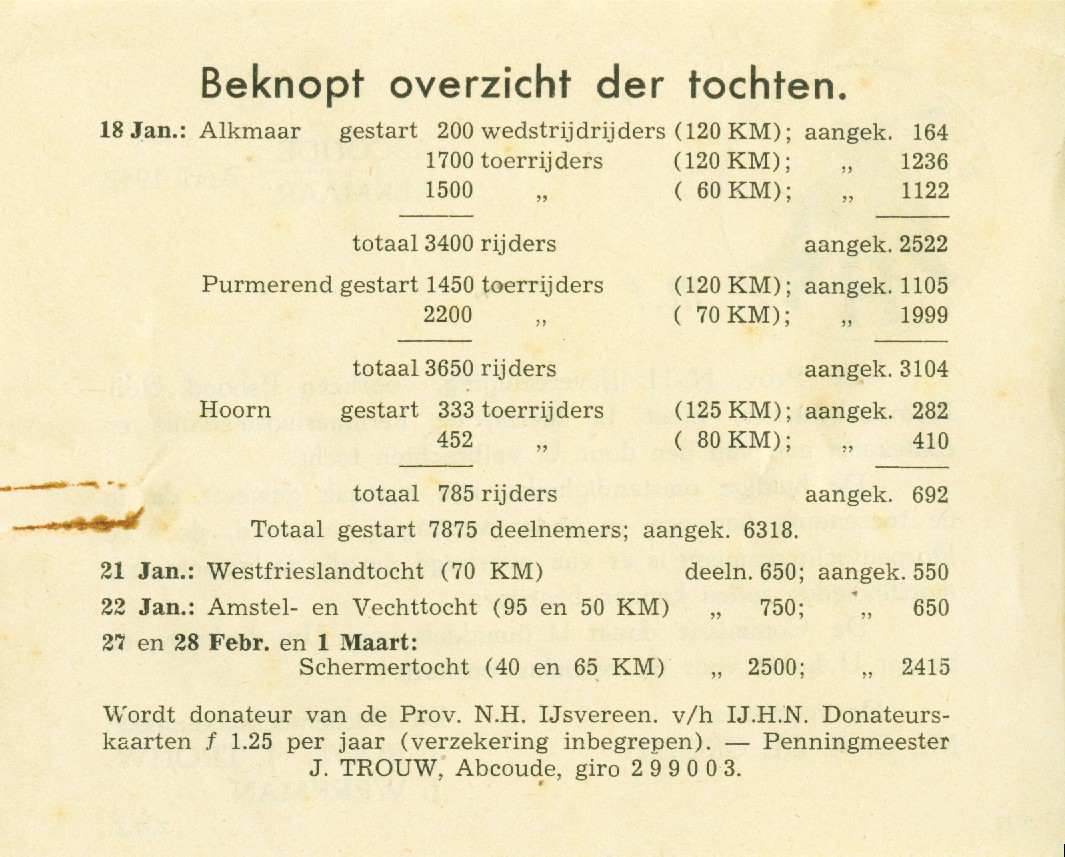 Beknopt overzicht der tochten.
18 Jan.: Alkmaar gestart 200 wedstrijdrijders (120 KM); aangek. 164
1700 toerrijders (120 KM); „ 1236
1500 „ ( 60 KM); „ 1122
totaal 3400 rijders aangek. 2522
Purmerend gestart 1450 toerrijders (120 KM); aangek. 1105
2200 „ ( 70 KM); „ 1999
totaal 3650 rijders aangek. 3104
Hoorn gestart 333 toerrijders (125 KM); aangek. 282
452 „ ( 80 KM); „ 410
totaal 785 rijders aangek. 692
Totaal gestart 7875 deelnemers; aangek. 6318.
21 Jan.: Westfrieslandtocht (70 KM) deeln. 650; aangek. 550
22 Jan.: Amstel- en Vechttocht (95 en 50 KM) „ 750; „ 650
27 en 28 Febr. en 1 Maart:
Schermertocht (40 en 65 KM) „ 2500; „ 2415
Wordt donateur van de Prov. N.H. IJsvereen. v/h IJ.H.N. Donateurs-
kaarten f 1.25 per jaar (verzekering inbegrepen). — Penningmeester
J. TROUW, Abcoude, giro 299003.